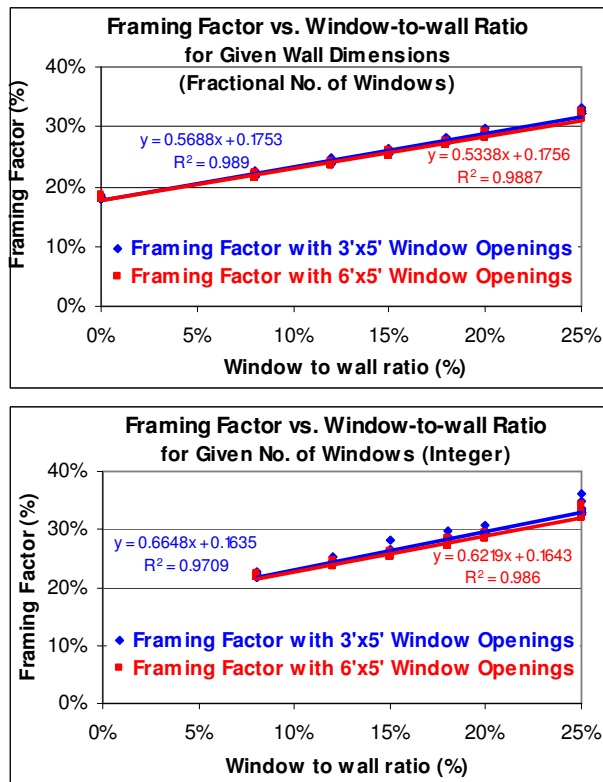 Framing Factor vs. Window-to-wall Ratio
for Given Wall Dimensions
(Fractional No. of Windows)
Framing Factor (%)
40%
30%
20%
10%
0%
y = 0.5688x + 0.1753
R² = 0.989
y = 0.5338x + 0.1756
R² = 0.9887
Framing Factor with 3'x5' Window Openings
Framing Factor with 6'x5' Window Openings
0% 5% 10% 15% 20% 25%
Window to wall ratio (%)
Framing Factor vs. Window-to-wall Ratio
for Given No. of Windows (Integer)
Framing Factor (%)
40%
30%
20%
10%
0%
y = 0.6648x + 0.1635
R² = 0.9709
y = 0.6219x + 0.1643
R² = 0.986
Framing Factor with 3'x5' Window Openings
Framing Factor with 6'x5' Window Openings
0% 5% 10% 15% 20% 25%
Window to wall ratio (%)